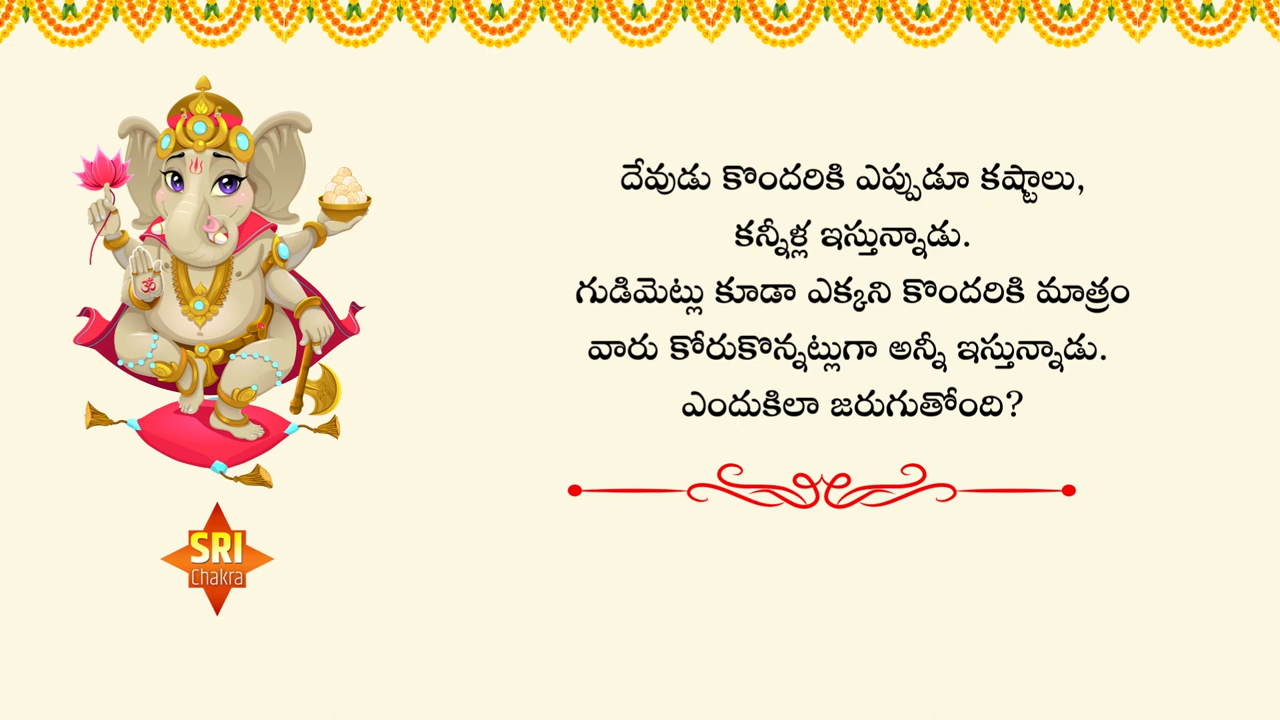 దేవుడు కొందరికి ఎప్పుడూ కష్టాలు,
కన్నీళ్ల ఇస్తున్నాడు.
గుడిమెట్లు కూడా ఎక్కని కొందరికి మాత్రం
వారు కోరుకొన్నట్లుగా అన్నీ ఇస్తున్నాడు.
ఎందుకిలా జరుగుతోంది?
ॐ
SRI
Chakra